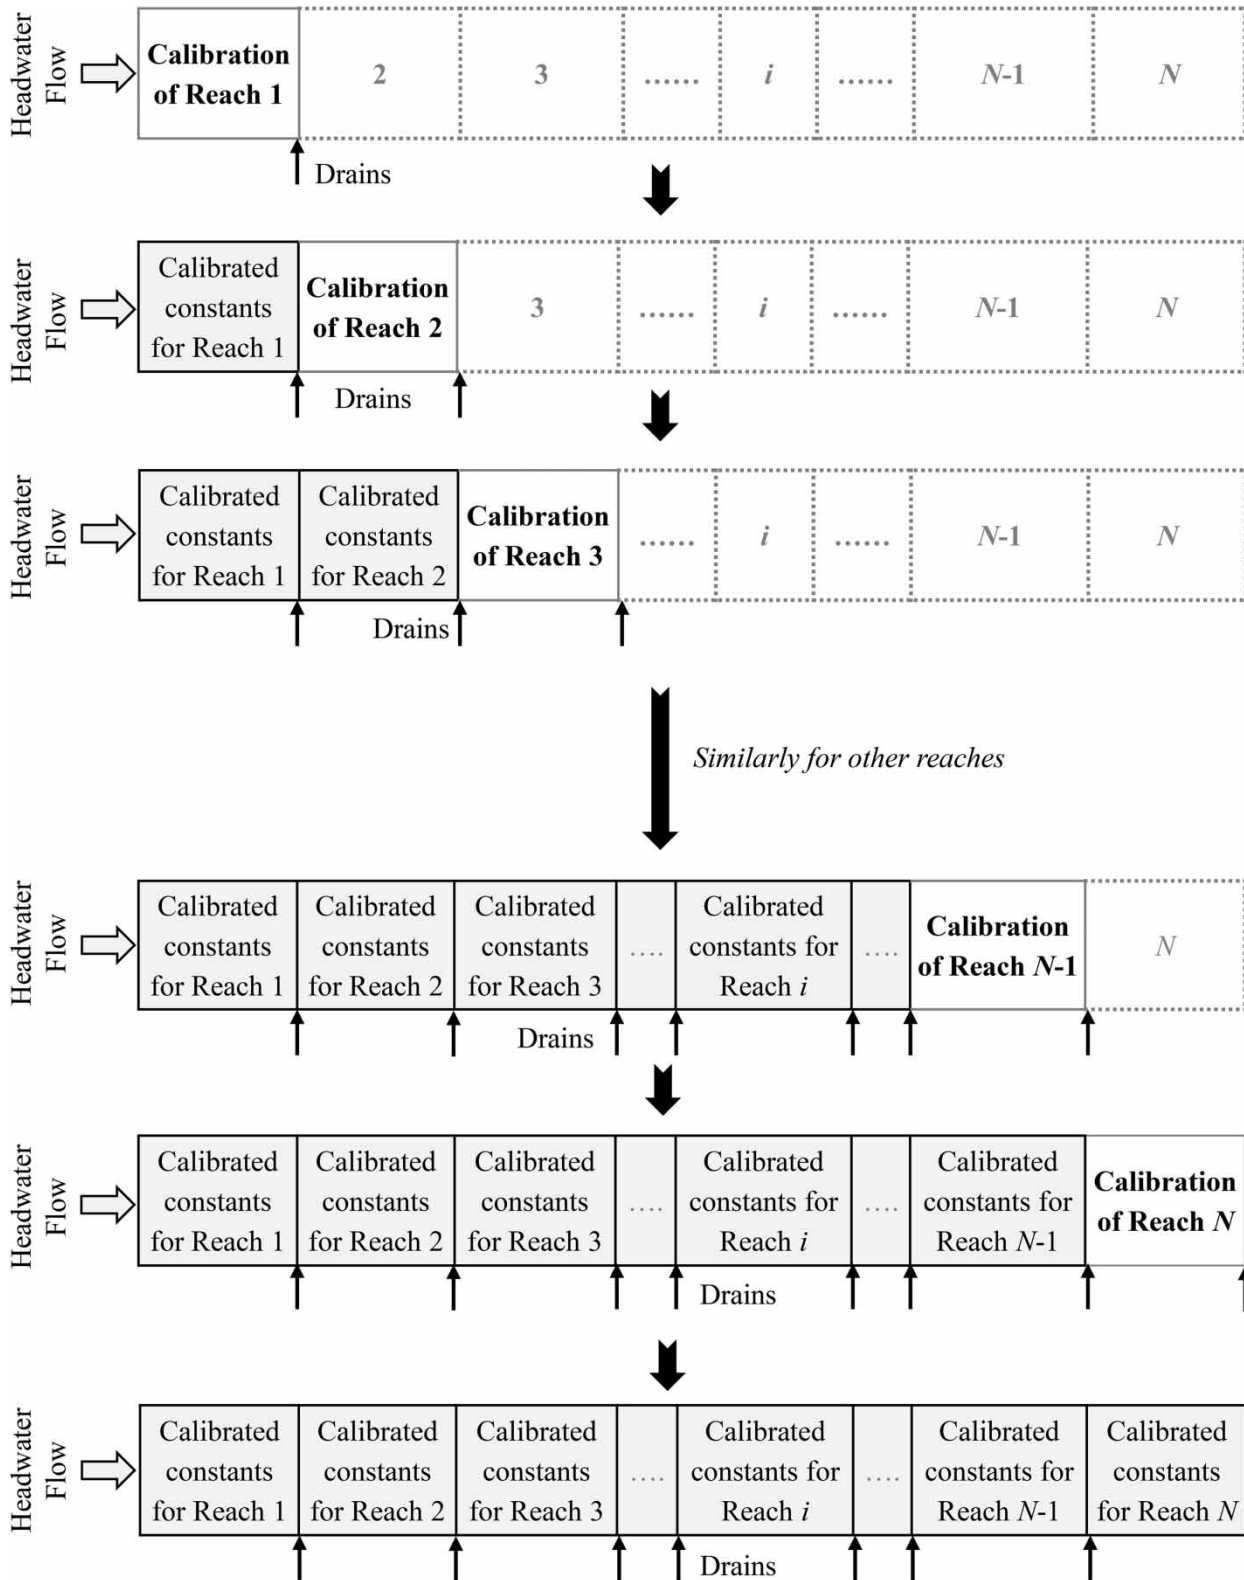 Headwater
Flow
Calibration
of Reach 1
2
3
......
i
......
N-1
N
Drains
Headwater
Flow
Calibrated
constants
for Reach 1
Calibration
of Reach 2
3
......
i
......
N-1
N
Drains
Headwater
Flow
Calibrated
constants
for Reach 1
Calibrated
constants
for Reach 2
Calibration
of Reach 3
......
i
......
N-1
N
Drains
Similarly for other reaches
Headwater
Flow
Calibrated
constants
for Reach 1
Calibrated
constants
for Reach 2
Calibrated
constants
for Reach 3
....
Calibrated
constants for
Reach i
....
Calibration
of Reach N-1
N
Drains
Headwater
Flow
Calibrated
constants
for Reach 1
Calibrated
constants
for Reach 2
Calibrated
constants
for Reach 3
....
Calibrated
constants for
Reach i
....
Calibrated
constants for
Reach N-1
Calibration
of Reach N
Drains
Headwater
Flow
Calibrated
constants
for Reach 1
Calibrated
constants
for Reach 2
Calibrated
constants
for Reach 3
....
Calibrated
constants for
Reach i
....
Calibrated
constants for
Reach N-1
Calibrated
constants
for Reach N
Drains